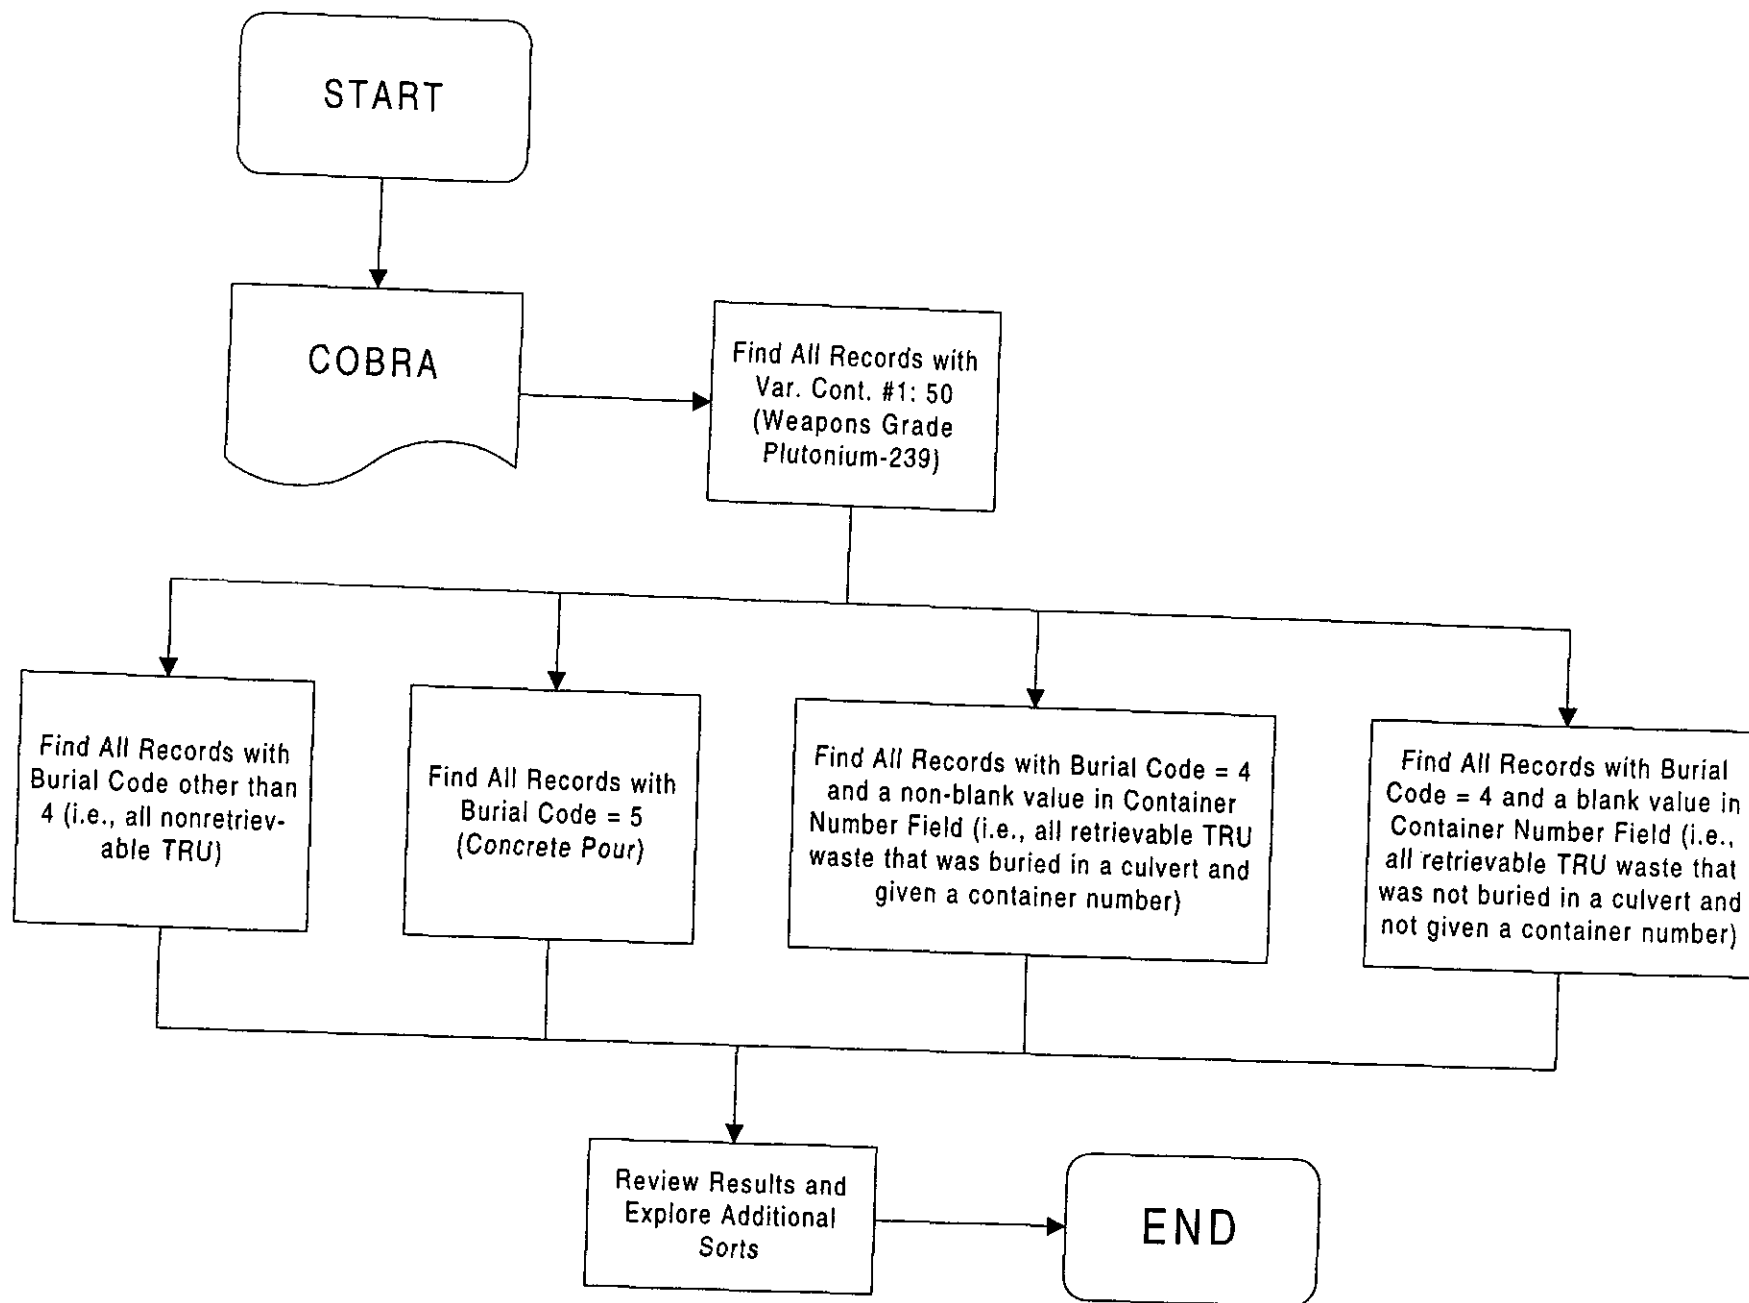 START
COBRA
Find All Records with
Var. Cont. #1: 50
(Weapons Grade
Plutonium-239)
Find All Records with
Burial Code other than
4 (i.e., all nonretriev-
able TRU)
Find All Records with
Burial Code = 5
(Concrete Pour)
Find All Records with Burial Code = 4
and a non-blank value in Container
Number Field (i.e., all retrievable TRU
waste that was buried in a culvert and
given a container number)
Find All Records with Burial
Code = 4 and a blank value in
Container Number Field (i.e.,
all retrievable TRU waste that
was not buried in a culvert and
not given a container number)
Review Results and
Explore Additional
Sorts
END